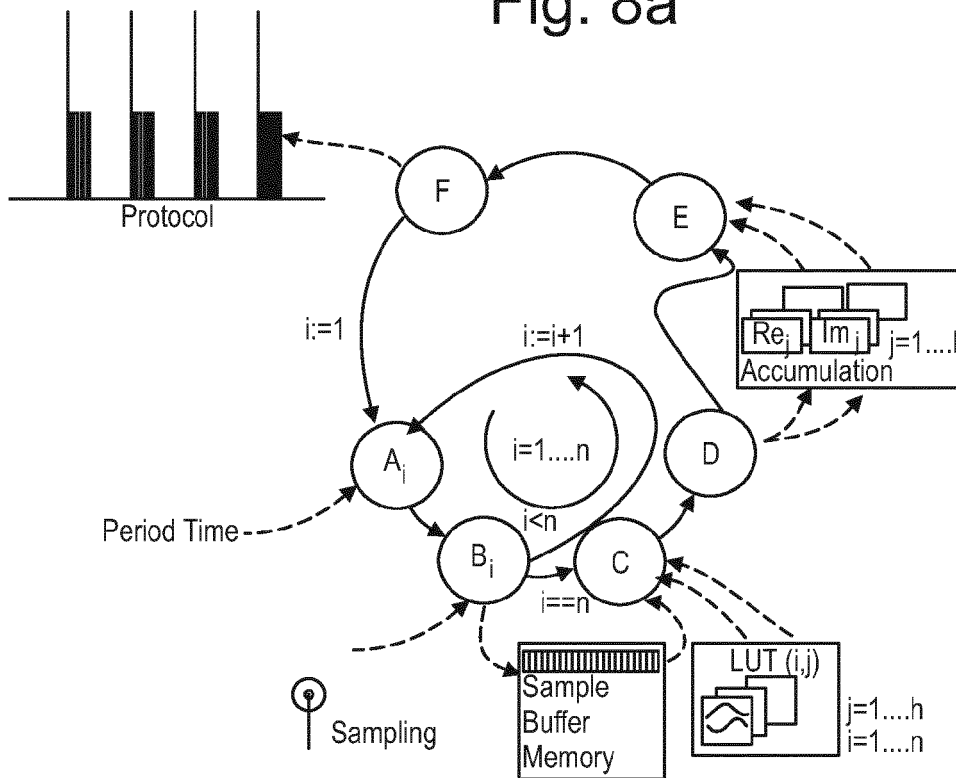 Fig. 8a
Protocol
F
E
i:=1
i:=i+1
Re_j Im_j j=1....
Accumulation
A_i
i=1....n
D
Period Time
i<n
B_i
C
i==n
LUT (i,j)
Sample
Buffer
Memory
j=1....h
i=1....n
Sampling